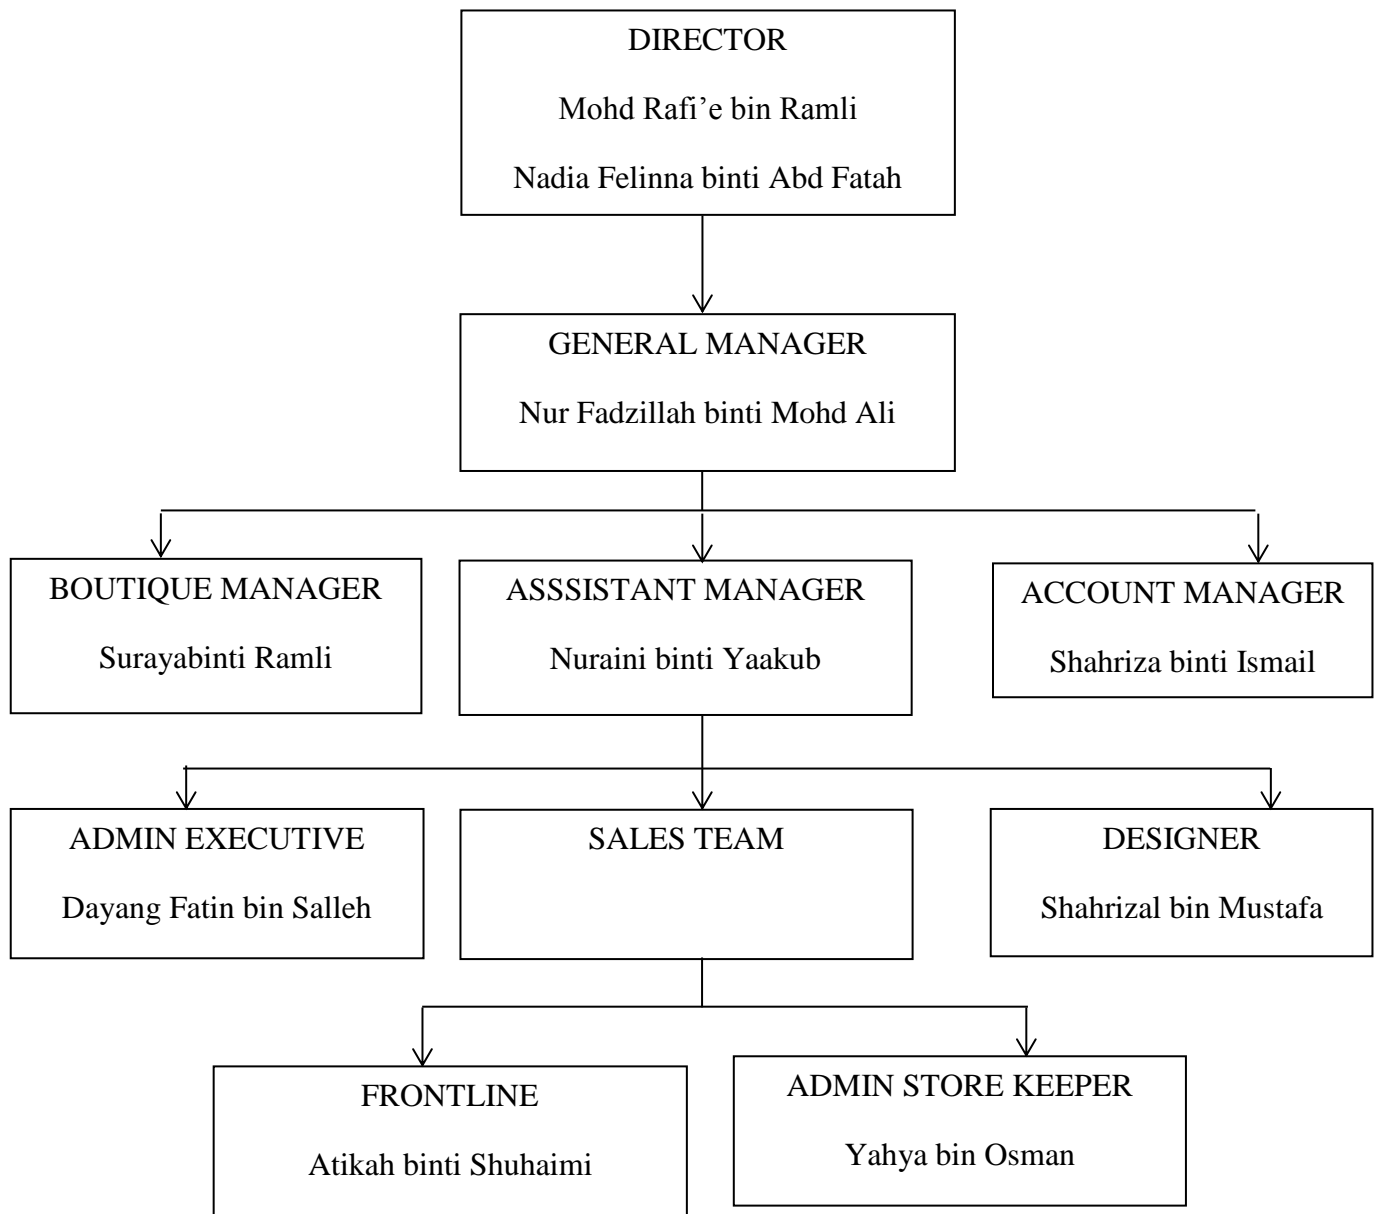 DIRECTOR
Mohd Rafi’e bin Ramli
Nadia Felinna binti Abd Fatah
GENERAL MANAGER
Nur Fadzillah binti Mohd Ali
BOUTIQUE MANAGER
Surayabinti Ramli
ASSSISTANT MANAGER
Nuraini binti Yaakub
ACCOUNT MANAGER
Shahriza binti Ismail
ADMIN EXECUTIVE
Dayang Fatin bin Salleh
SALES TEAM
DESIGNER
Shahrizal bin Mustafa
FRONTLINE
Atikah binti Shuhaimi
ADMIN STORE KEEPER
Yahya bin Osman